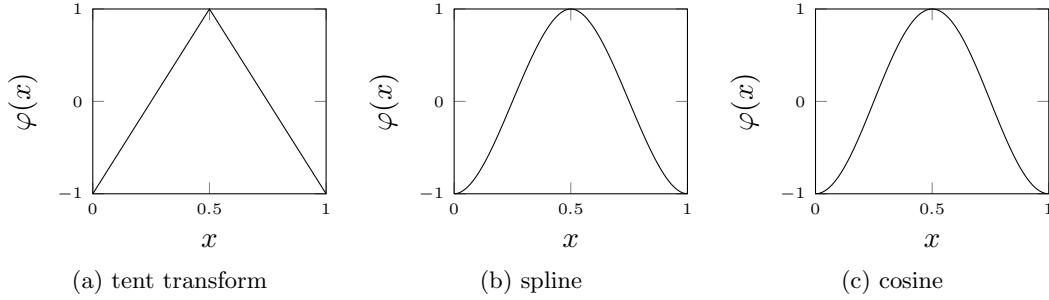 1
0
−1
φ(x)
0 0.5 1
x
(a) tent transform
1
0
−1
φ(x)
0 0.5 1
x
(b) spline
1
0
−1
φ(x)
0 0.5 1
x
(c) cosine